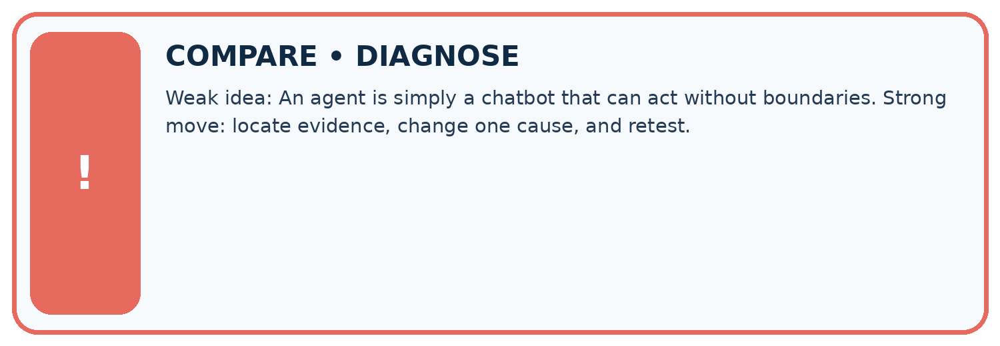 COMPARE • DIAGNOSE
Weak idea: An agent is simply a chatbot that can act without boundaries. Strong
move: locate evidence, change one cause, and retest.
!